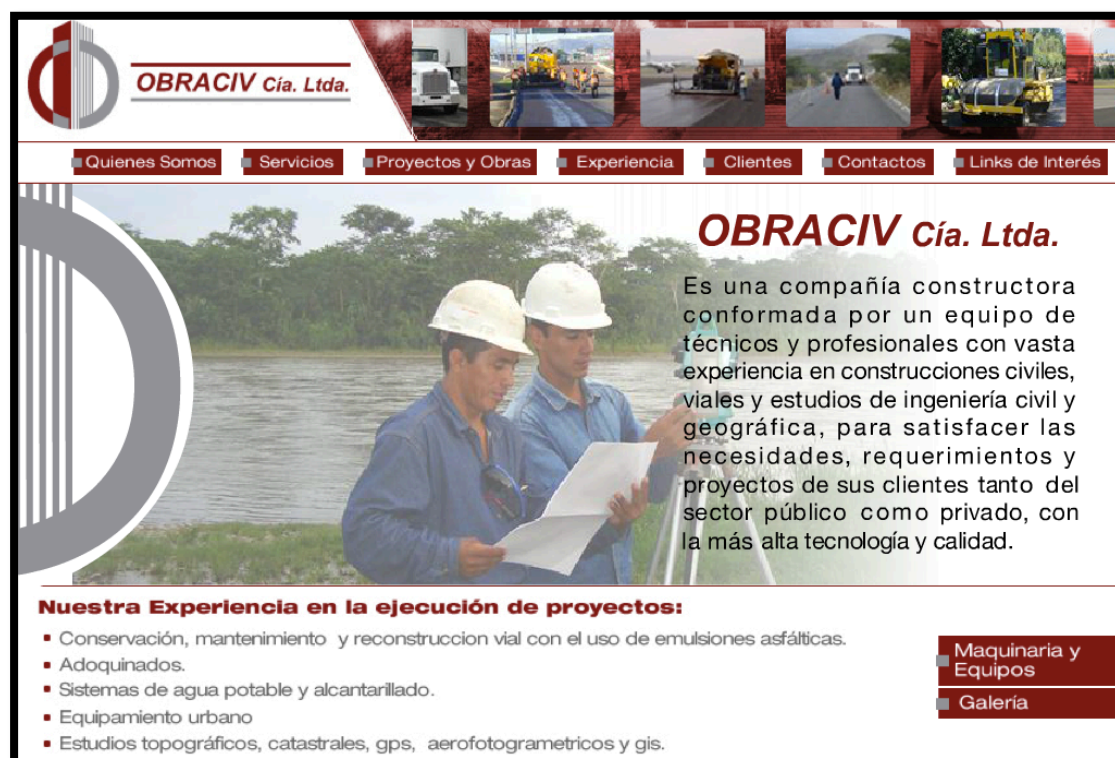 OBRACIV Cía. Ltda.
Quienes Somos
Servicios
Proyectos y Obras
Experiencia
Clientes
Contactos
Links de Interés
OBRACIV Cía. Ltda.
Es una compañía constructora
conformada por un equipo de
técnicos y profesionales con vasta
experiencia en construcciones civiles,
viales y estudios de ingeniería civil y
geográfica, para satisfacer las
necesidades, requerimientos y
proyectos de sus clientes tanto del
sector público como privado, con
la más alta tecnología y calidad.
Nuestra Experiencia en la ejecución de proyectos:
Conservación, mantenimiento y reconstruccion vial con el uso de emulsiones asfálticas.
Adoquinados.
Sistemas de agua potable y alcantarillado.
Equipamiento urbano
Estudios topográficos, catastrales, gps, aerofotogrametricos y gis.
Maquinaria y
Equipos
Galería